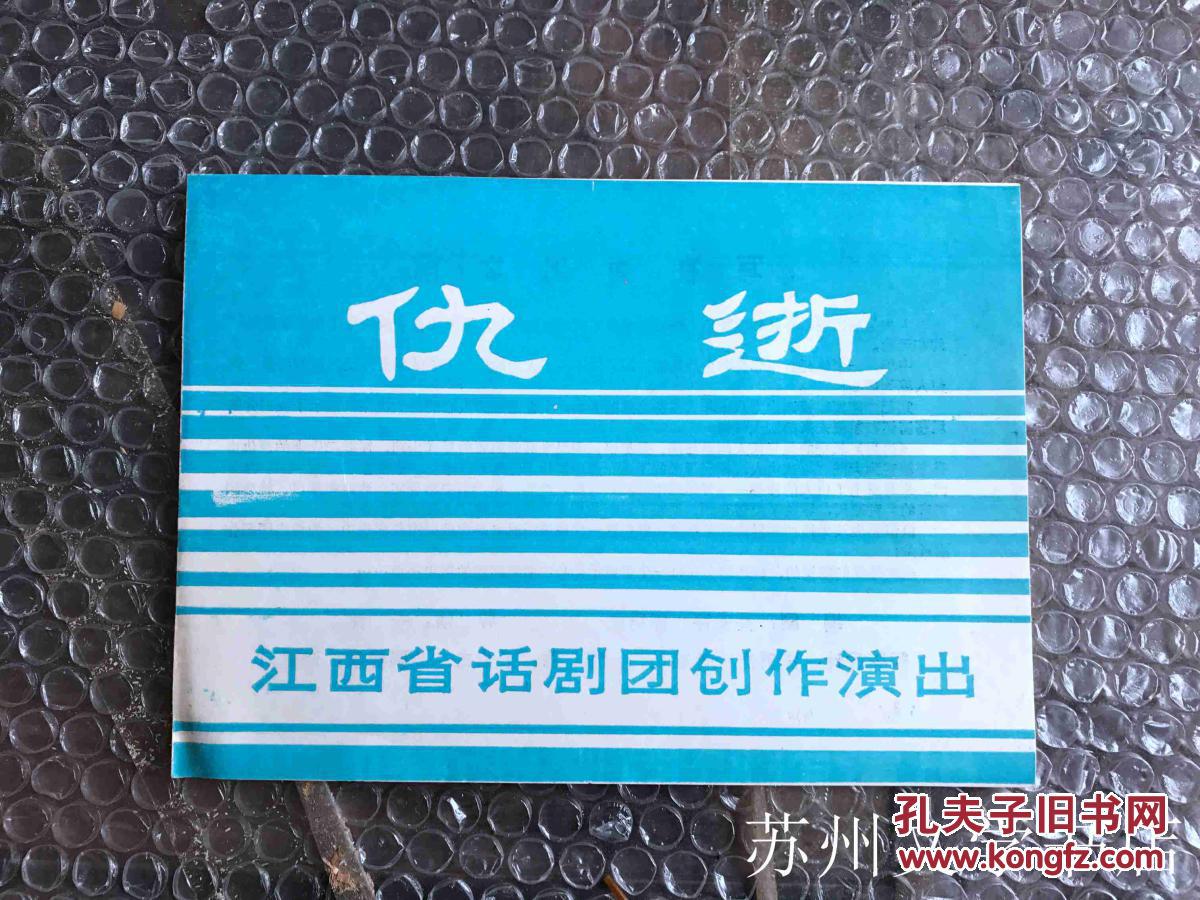 仇 逝
江西省话剧团创作演出
孔夫子旧书网
苏州
www.kongfz.com